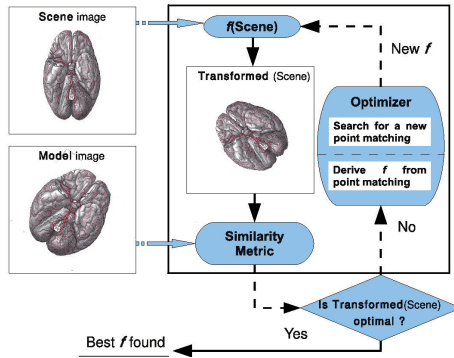 Scene image
f(Scene)
New f
Transformed (Scene)
Optimizer
Search for a new
point matching
Derive f from
point matching
Model image
Similarity
Metric
No
Is Transformed(Scene)
optimal ?
Yes
Best f found